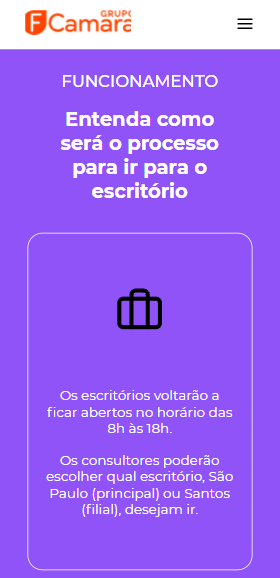 GRUPO
FCamara
FUNCIONAMENTO
Entenda como
será o processo
para ir para o
escritório
Os escritórios voltarão a
ficar abertos no horário das
8h às 18h.
Os consultores poderão
escolher qual escritório, São
Paulo (principal) ou Santos
(filial), desejam ir.